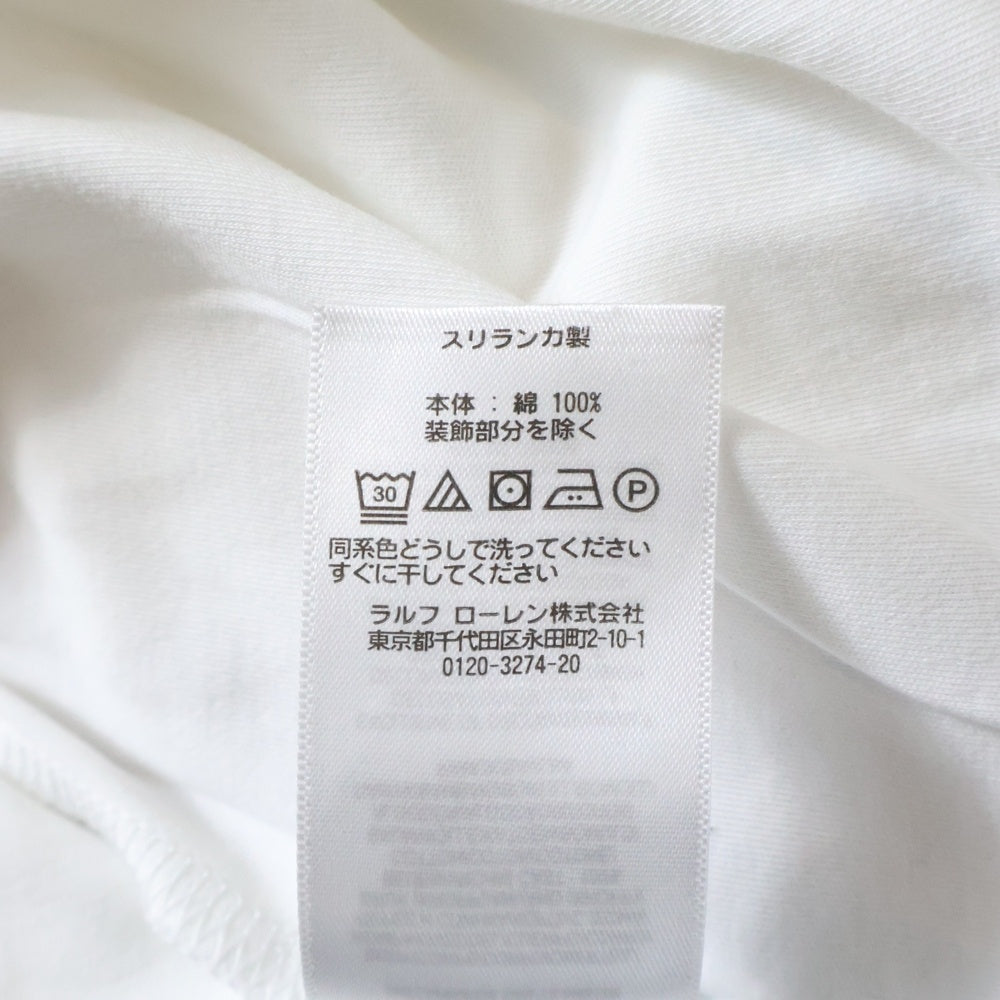 スリランカ製
本体 : 綿 100%
装飾部分を除く
30 P
同系色どうしで洗ってください
すぐに干してください
ラルフ ローレン株式会社
東京都千代田区永田町2-10-1
0120-3274-20